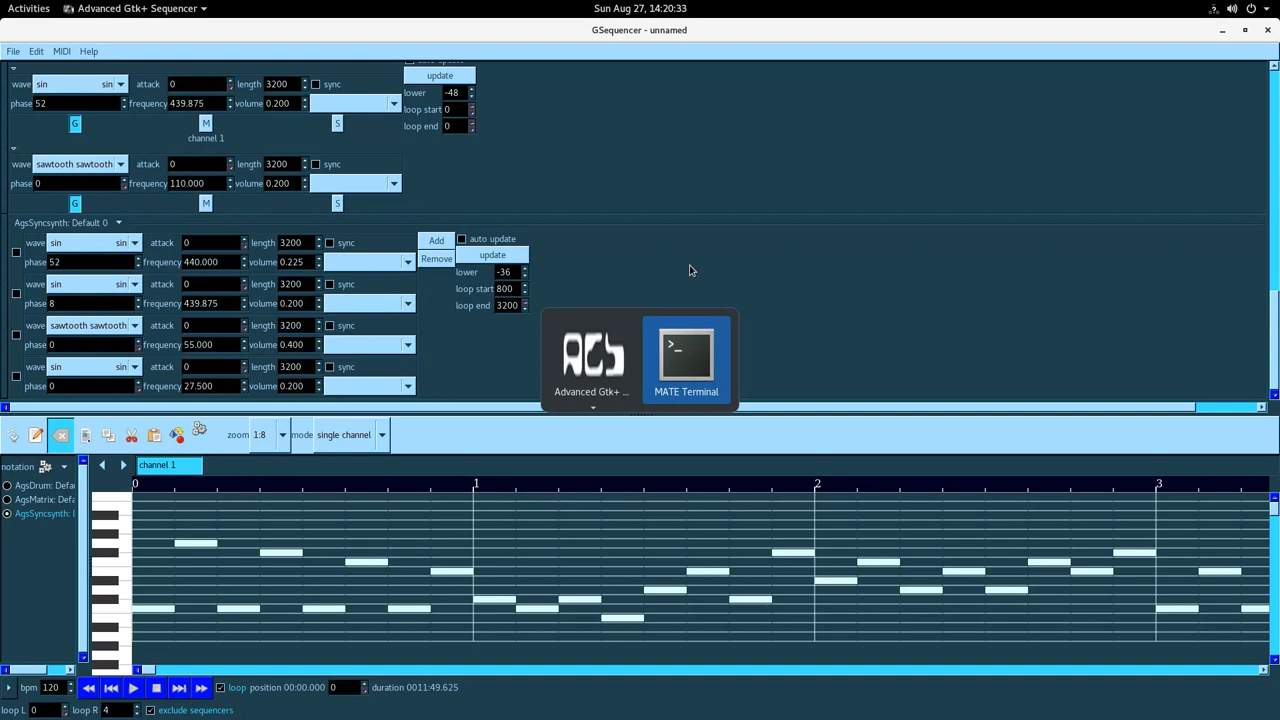 Activities Advanced Gtk+ Sequencer Sun Aug 27, 14:20:33
GSequencer - unnamed
File Edit MIDI Help
update
wave sin sin attack 0 length 3200 sync
lower -48
phase 52 frequency 439.875 volume 0.200
loop start 0
G M S loop end 0
channel 1
wave sawtooth sawtooth attack 0 length 3200 sync
phase 0 frequency 110.000 volume 0.200
G M S
AgsSyncsynth: Default 0
wave sin sin attack 0 length 3200 sync Add auto update
phase 52 frequency 440.000 volume 0.225 Remove update
lower -36
wave sin sin attack 0 length 3200 sync loop start 800
phase 8 frequency 439.875 volume 0.200 loop end 3200
wave sawtooth sawtooth attack 0 length 3200 sync
phase 0 frequency 55.000 volume 0.400
wave sin sin attack 0 length 3200 sync
phase 0 frequency 27.500 volume 0.200
AGS
Advanced Gtk+ ... MATE Terminal
zoom 1:8 mode single channel
notation channel 1
0 1 2 3
AgsDrum: Defau
AgsMatrix: Defa
AgsSyncsynth: D
bpm 120 loop position 00:00.000 0 duration 0011:49.625
loop L 0 loop R 4 exclude sequencers